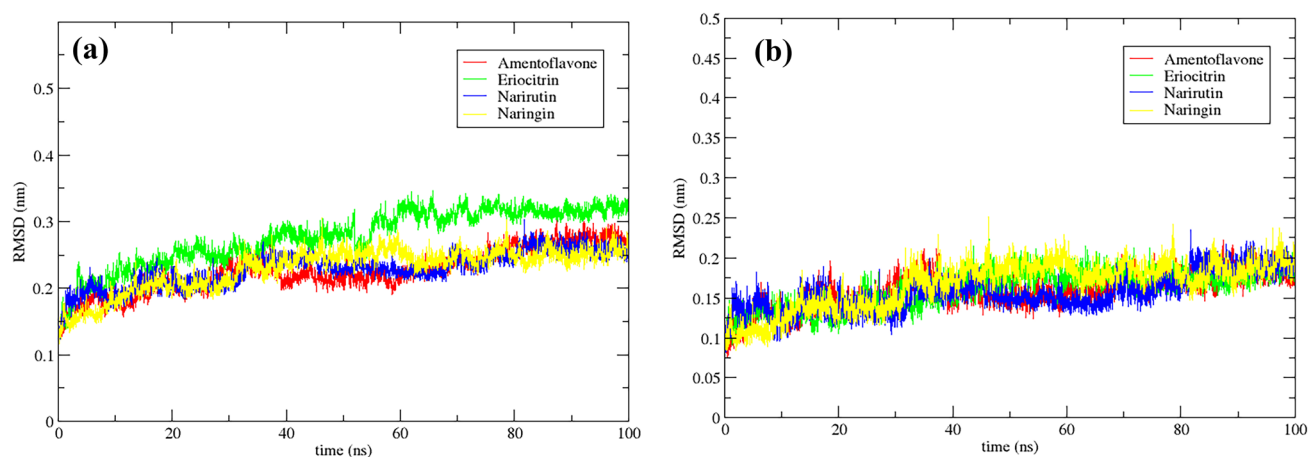 (a)
Amentoflavone
Eriocitrin
Narirutin
Naringin
0.5
0.4
0.3
0.2
0.1
0
RMSD (nm)
0 20 40 60 80 100
time (ns)
(b)
Amentoflavone
Eriocitrin
Narirutin
Naringin
0.5
0.45
0.4
0.35
0.3
0.25
0.2
0.15
0.1
0.05
0
RMSD (nm)
0 20 40 60 80 100
time (ns)